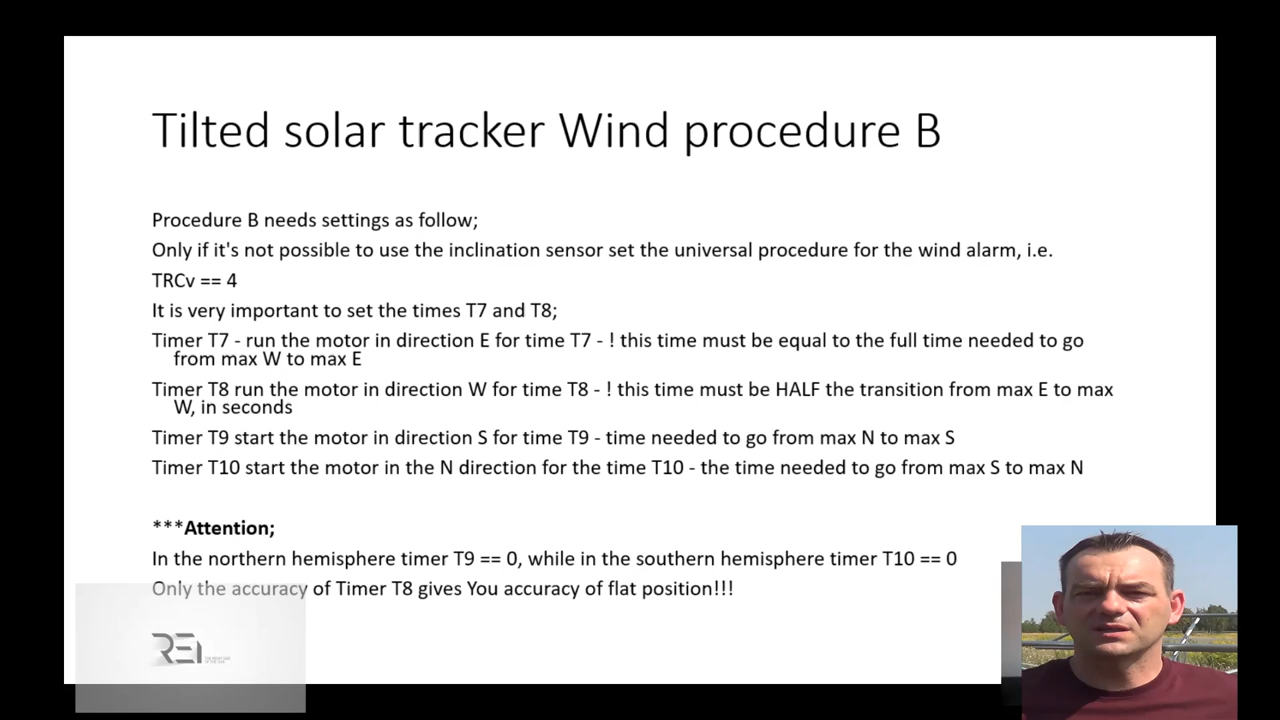 Tilted solar tracker Wind procedure B
Procedure B needs settings as follow;
Only if it's not possible to use the inclination sensor set the universal procedure for the wind alarm, i.e.
TRCv == 4
It is very important to set the times T7 and T8;
Timer T7 - run the motor in direction E for time T7 - ! this time must be equal to the full time needed to go
from max W to max E
Timer T8 run the motor in direction W for time T8 - ! this time must be HALF the transition from max E to max
W, in seconds
Timer T9 start the motor in direction S for time T9 - time needed to go from max N to max S
Timer T10 start the motor in the N direction for the time T10 - the time needed to go from max S to max N
***Attention;
In the northern hemisphere timer T9 == 0, while in the southern hemisphere timer T10 == 0
Only the accuracy of Timer T8 gives You accuracy of flat position!!!
REI